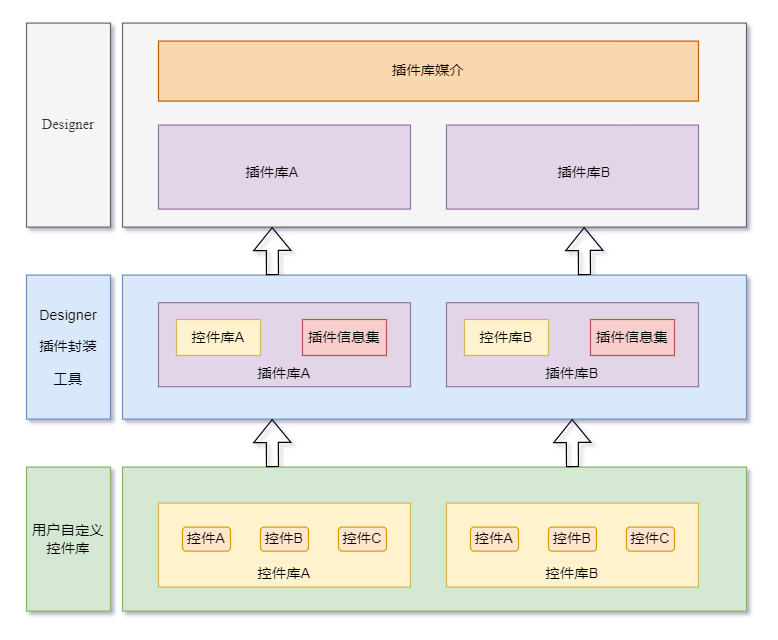 Designer
插件库媒介
插件库A
插件库B
Designer
插件封装
工具
控件库A
插件信息集
插件库A
控件库B
插件信息集
插件库B
用户自定义
控件库
控件A
控件B
控件C
控件库A
控件A
控件B
控件C
控件库B